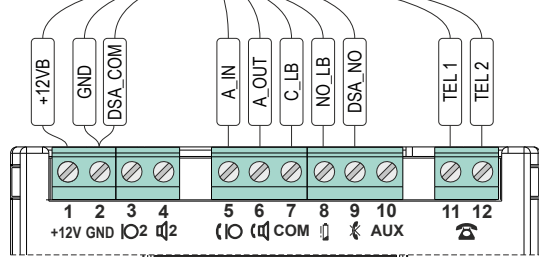 +12VB
GND
DSA_COM
A_IN
A_OUT
C_LB
NO_LB
DSA_NO
TEL 1
TEL 2
1 2 3 4 5 6 7 8 9 10 11 12
+12V GND 2 2 COM AUX